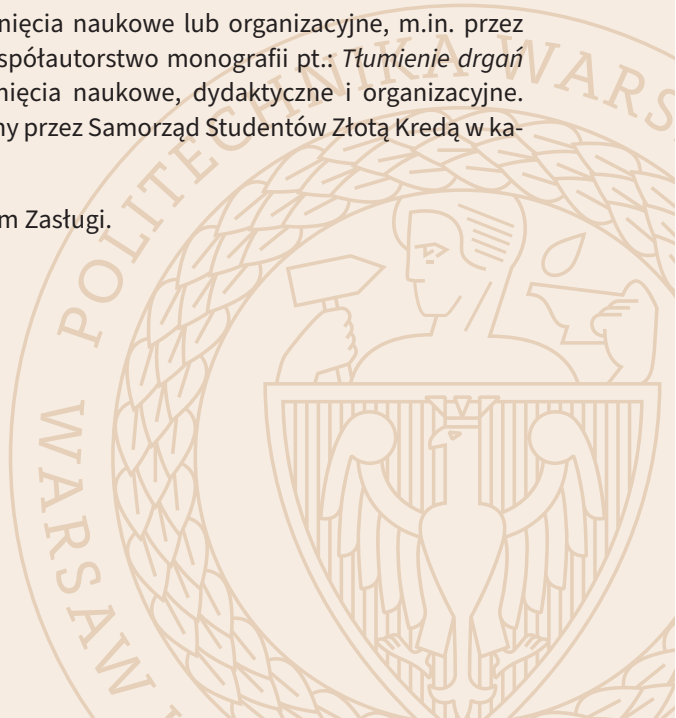 nięcia naukowe lub organizacyjne, m.in. przez
spółautorstwo monografii pt.: Tłumienie drgań
nięcia naukowe, dydaktyczne i organizacyjne.
ny przez Samorząd Studentów Złotą Kredą w ka-
m Zasługi.
POLITECHNIKA WARS
WARSAW